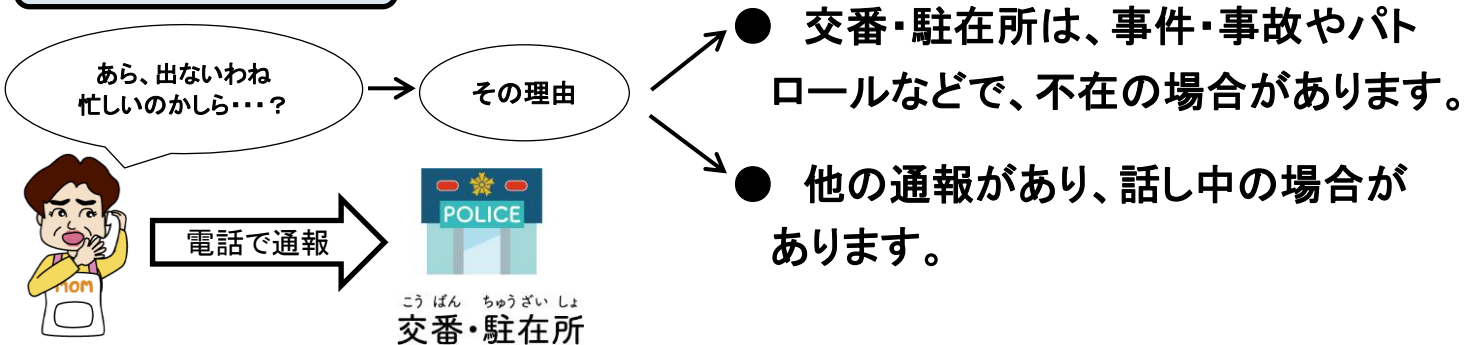 あら、出ないわね
忙しいのかしら・・・?
その理由
● 交番・駐在所は、事件・事故やパト
ロールなどで、不在の場合があります。
● 他の通報があり、話し中の場合が
あります。
MOM
電話で通報
POLICE
こうばん ちゅうざいしょ
交番・駐在所